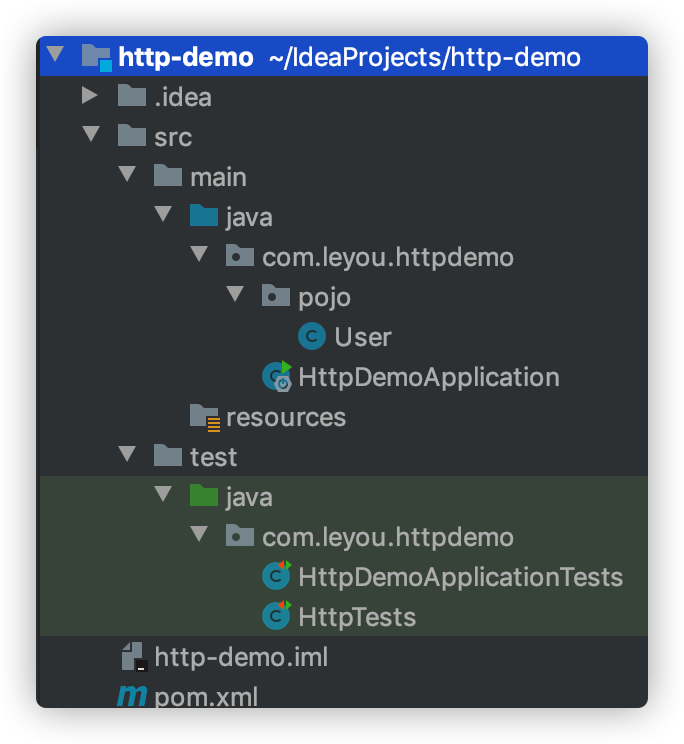 http-demo ~/IdeaProjects/http-demo
.idea
src
main
java
com.leyou.httpdemo
pojo
User
HttpDemoApplication
resources
test
java
com.leyou.httpdemo
HttpDemoApplicationTests
HttpTests
http-demo.iml
pom.xml